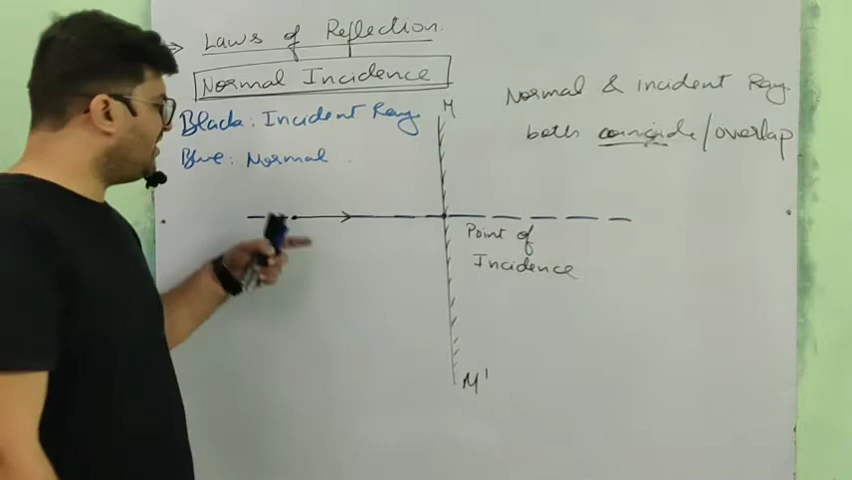 Laws of Reflection.
Normal Incidence
Black: Incident Ray
Blue: Normal
M
Normal & incident Ray
both coincide/overlap
Point of
Incidence
M'